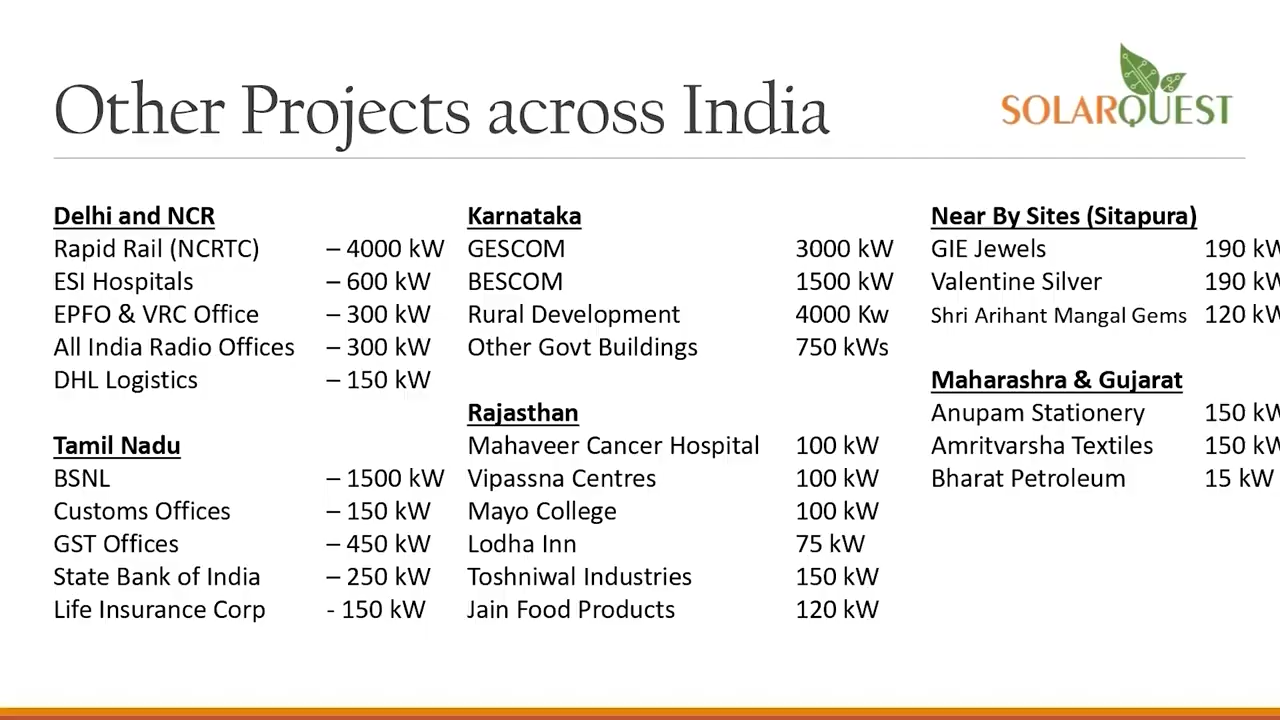 Other Projects across India
SOLARQUEST
Delhi and NCR
Rapid Rail (NCRTC) – 4000 kW
ESI Hospitals – 600 kW
EPFO & VRC Office – 300 kW
All India Radio Offices – 300 kW
DHL Logistics – 150 kW
Tamil Nadu
BSNL – 1500 kW
Customs Offices – 150 kW
GST Offices – 450 kW
State Bank of India – 250 kW
Life Insurance Corp - 150 kW
Karnataka
GESCOM 3000 kW
BESCOM 1500 kW
Rural Development 4000 Kw
Other Govt Buildings 750 kWs
Rajasthan
Mahaveer Cancer Hospital 100 kW
Vipassna Centres 100 kW
Mayo College 100 kW
Lodha Inn 75 kW
Toshniwal Industries 150 kW
Jain Food Products 120 kW
Near By Sites (Sitapura)
GIE Jewels 190 kW
Valentine Silver 190 kW
Shri Arihant Mangal Gems 120 kW
Maharashra & Gujarat
Anupam Stationery 150 kW
Amritvarsha Textiles 150 kW
Bharat Petroleum 15 kW